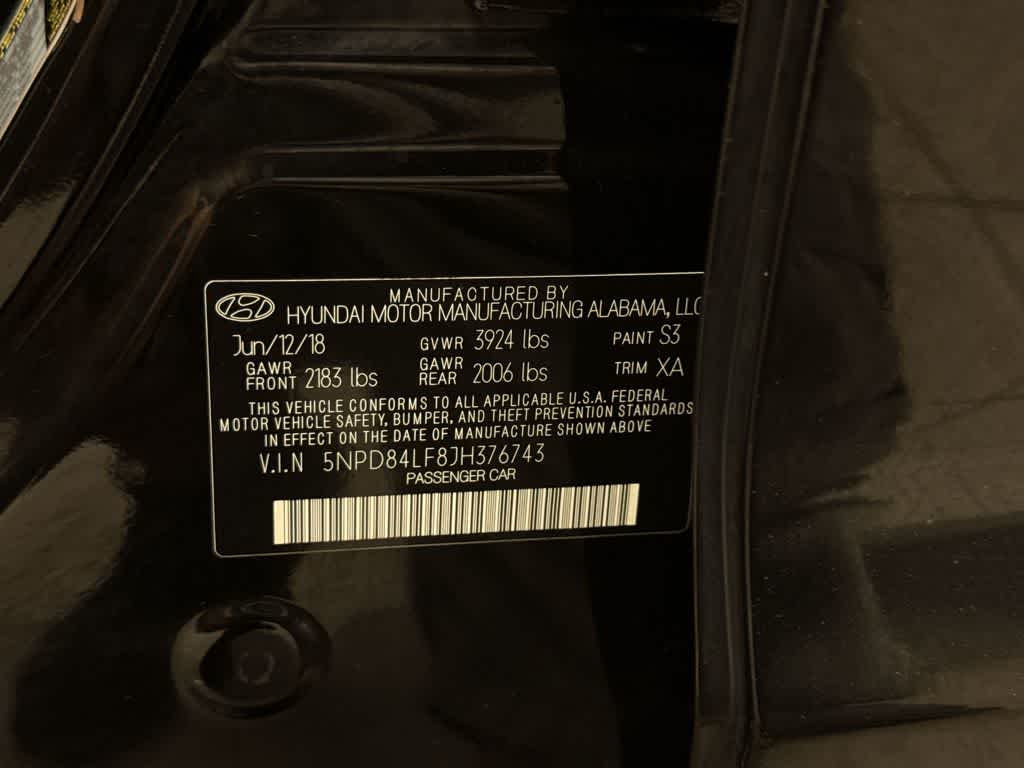 MANUFACTURED BY
HYUNDAI MOTOR MANUFACTURING ALABAMA, LLC
Jun/12/18 GVWR 3924 lbs PAINT S3
GAWR FRONT 2183 lbs GAWR REAR 2006 lbs TRIM XA
THIS VEHICLE CONFORMS TO ALL APPLICABLE U.S.A. FEDERAL
MOTOR VEHICLE SAFETY, BUMPER, AND THEFT PREVENTION STANDARDS
IN EFFECT ON THE DATE OF MANUFACTURE SHOWN ABOVE
V.I.N 5NPD84LF8JH376743
PASSENGER CAR